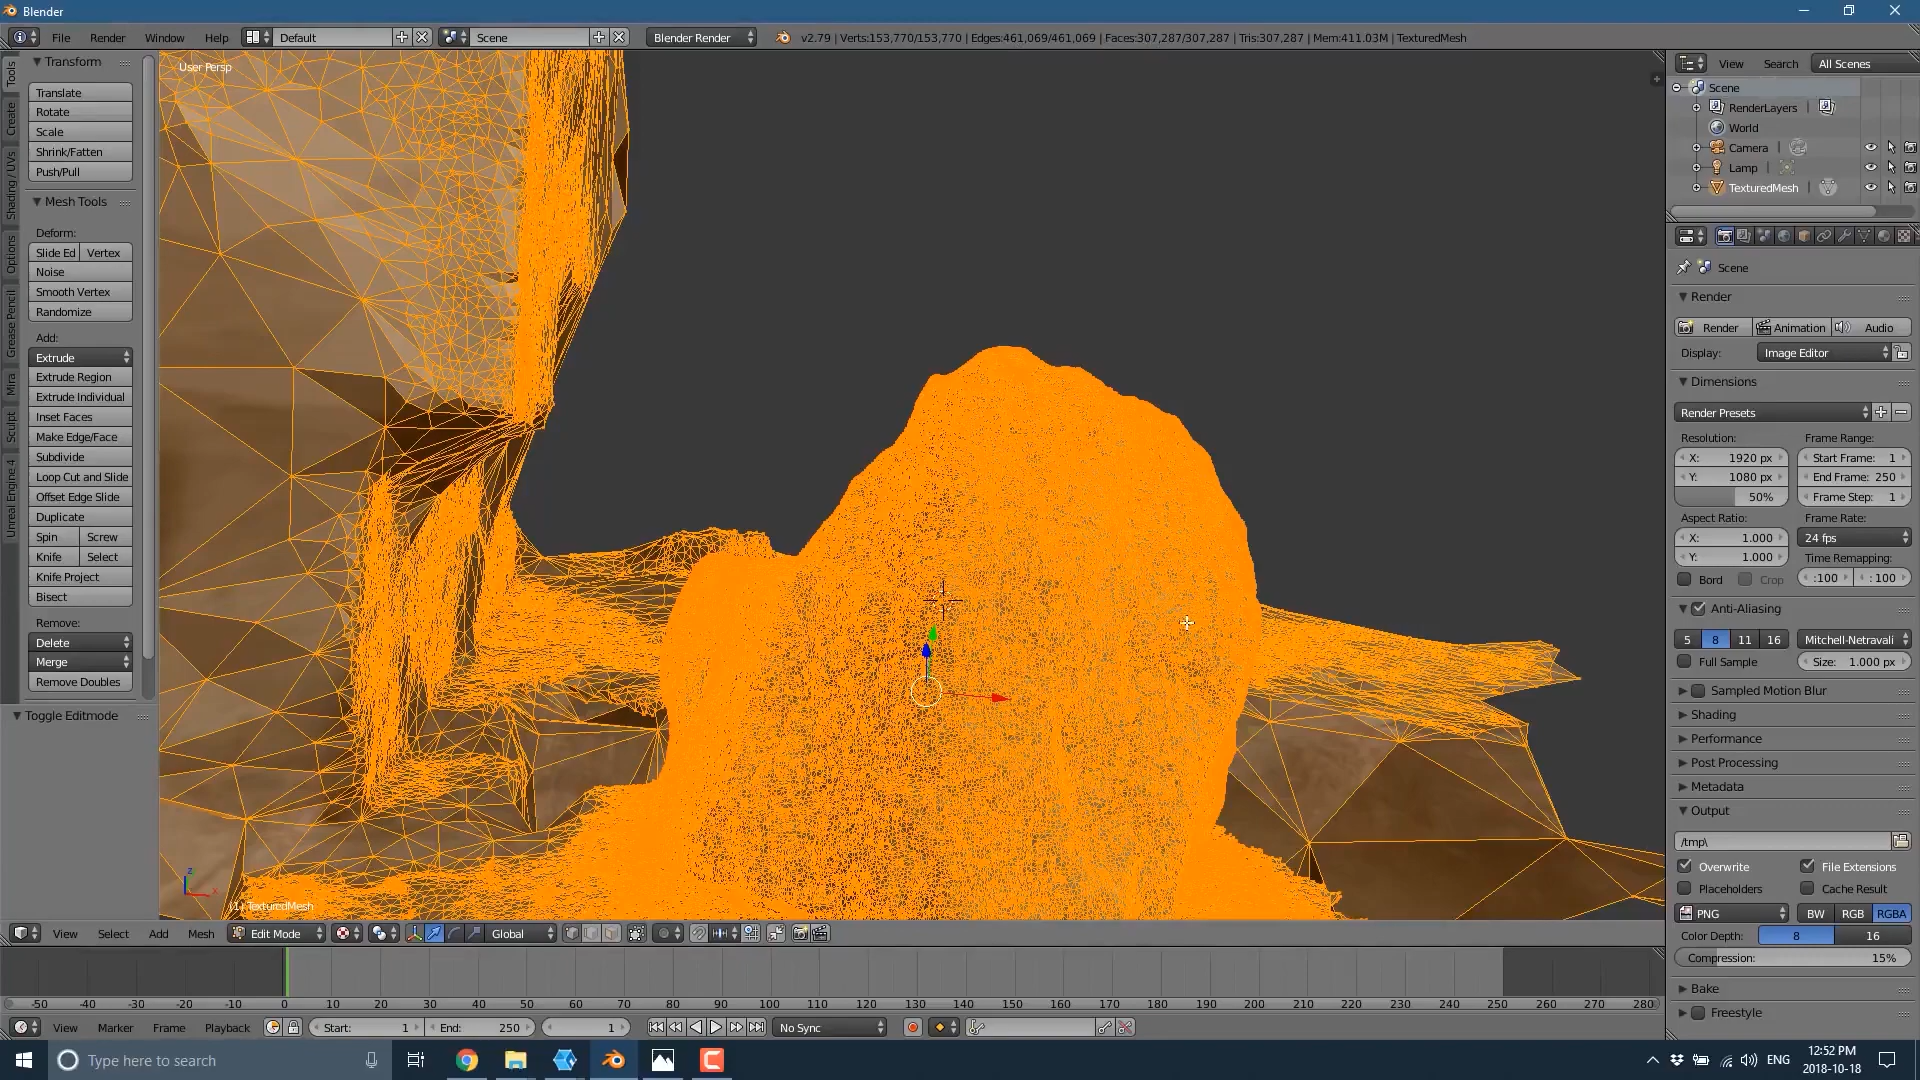 Blender
File Render Window Help Default Scene Blender Render v2.79 | Verts:153,770/153,770 | Edges:461,069/461,069 | Faces:307,287/307,287 | Tris:307,287 | Mem:411.03M | TexturedMesh
Tools
Create
Shading / UVs
Options
Grease Pencil
Mira
Sculpt
Unreal Engine 4
Transform
Translate
Rotate
Scale
Shrink/Fatten
Push/Pull
Mesh Tools
Deform:
Slide Ed Vertex
Noise
Smooth Vertex
Randomize
Add:
Extrude
Extrude Region
Extrude Individual
Inset Faces
Make Edge/Face
Subdivide
Loop Cut and Slide
Offset Edge Slide
Duplicate
Spin Screw
Knife Select
Knife Project
Bisect
Remove:
Delete
Merge
Remove Doubles
Toggle Editmode
User Persp
z
x
(1) TexturedMesh
View Search All Scenes
Scene
RenderLayers
World
Camera
Lamp
TexturedMesh
Scene
Render
Render Animation Audio
Display: Image Editor
Dimensions
Render Presets
Resolution: Frame Range:
X: 1920 px Start Frame: 1
Y: 1080 px End Frame: 250
50% Frame Step: 1
Aspect Ratio: Frame Rate:
X: 1.000 24 fps
Y: 1.000 Time Remapping:
Bord Crop :100 : 100
Anti-Aliasing
5 8 11 16 Mitchell-Netravali
Full Sample Size: 1.000 px
Sampled Motion Blur
Shading
Performance
Post Processing
Metadata
Output
/tmp\
Overwrite File Extensions
Placeholders Cache Result
PNG BW RGB RGBA
Color Depth: 8 16
Compression: 15%
Bake
Freestyle
View Select Add Mesh Edit Mode Global
-50 -40 -30 -20 -10 0 10 20 30 40 50 60 70 80 90 100 110 120 130 140 150 160 170 180 190 200 210 220 230 240 250 260 270 280
View Marker Frame Playback Start: 1 End: 250 1 No Sync
Type here to search
ENG
12:52 PM
2018-10-18